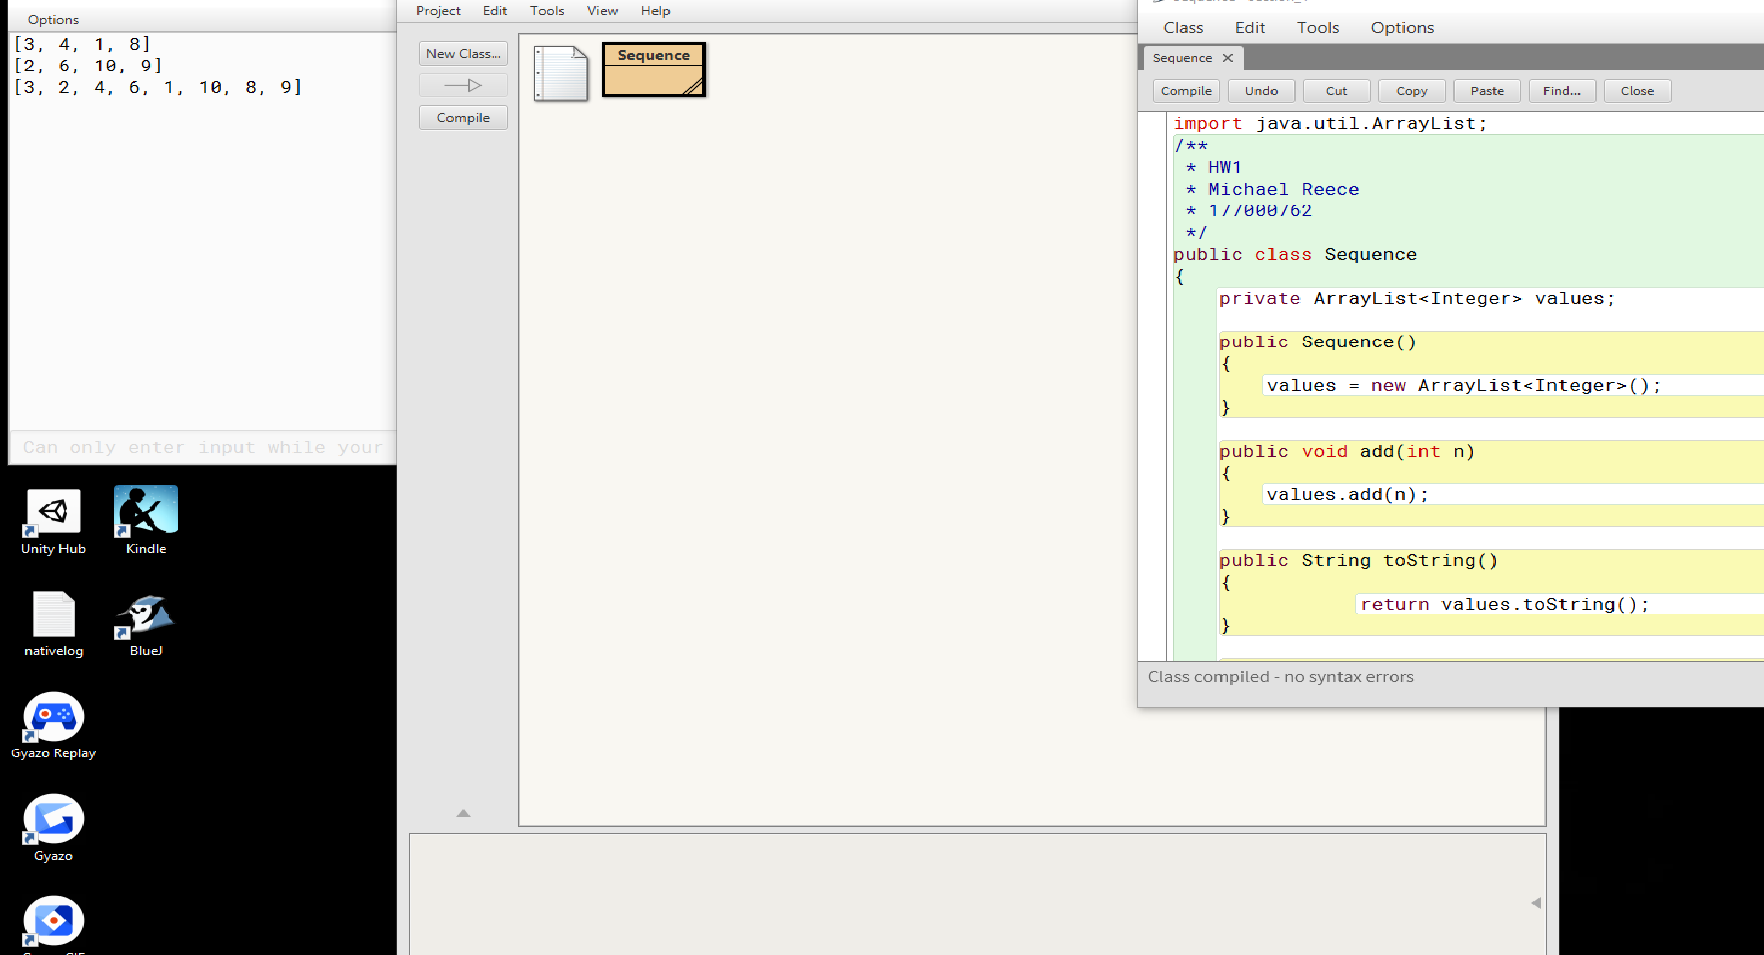 Options
[3, 4, 1, 8]
[2, 6, 10, 9]
[3, 2, 4, 6, 1, 10, 8, 9]
Can only enter input while your
Unity Hub
Kindle
nativelog
BlueJ
Gyazo Replay
Gyazo
Project Edit Tools View Help
New Class...
Compile
Sequence
Class Edit Tools Options
Sequence
Compile Undo Cut Copy Paste Find... Close
import java.util.ArrayList;
/**
* HW1
* Michael Reece
* 177000762
*/
public class Sequence
{
private ArrayList<Integer> values;
public Sequence()
{
values = new ArrayList<Integer>();
}
public void add(int n)
{
values.add(n);
}
public String toString()
{
return values.toString();
}
Class compiled - no syntax errors